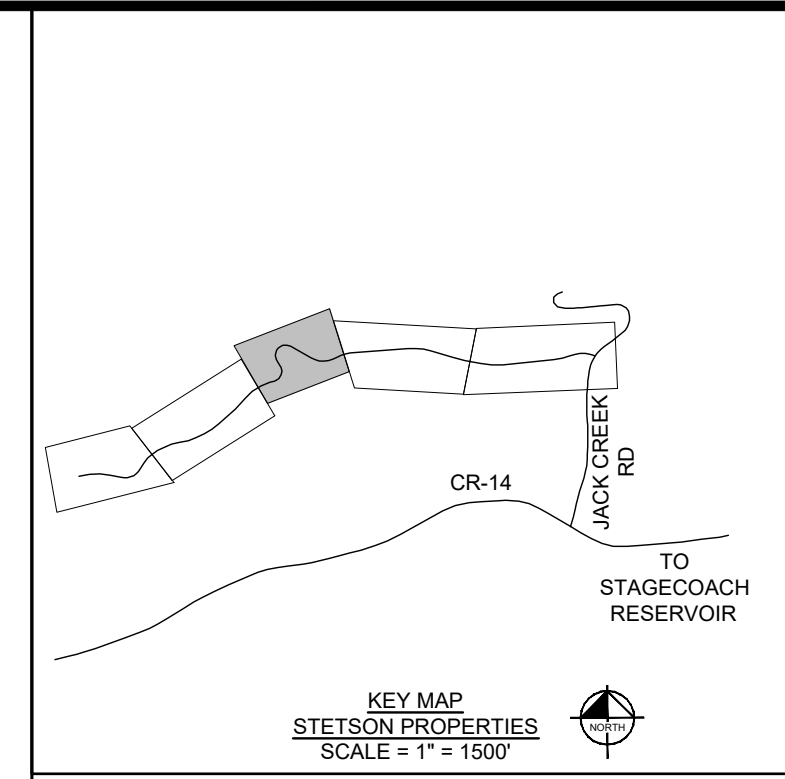 CR-14
JACK CREEK
RD
TO
STAGECOACH
RESERVOIR
KEY MAP
STETSON PROPERTIES
SCALE = 1" = 1500'
NORTH